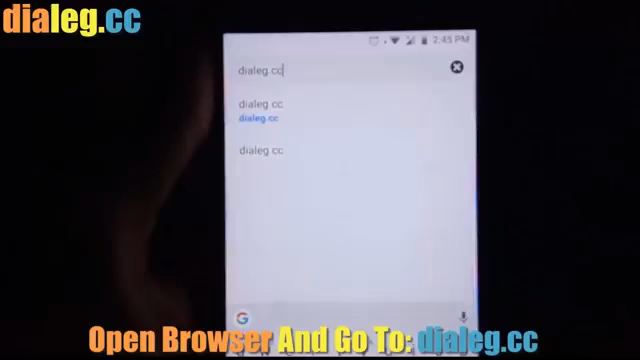 dialeg.cc
2:45 PM
dialeg.cc
dialeg cc
dialeg.cc
dialeg cc
G
Open Browser And Go To: dialeg.cc